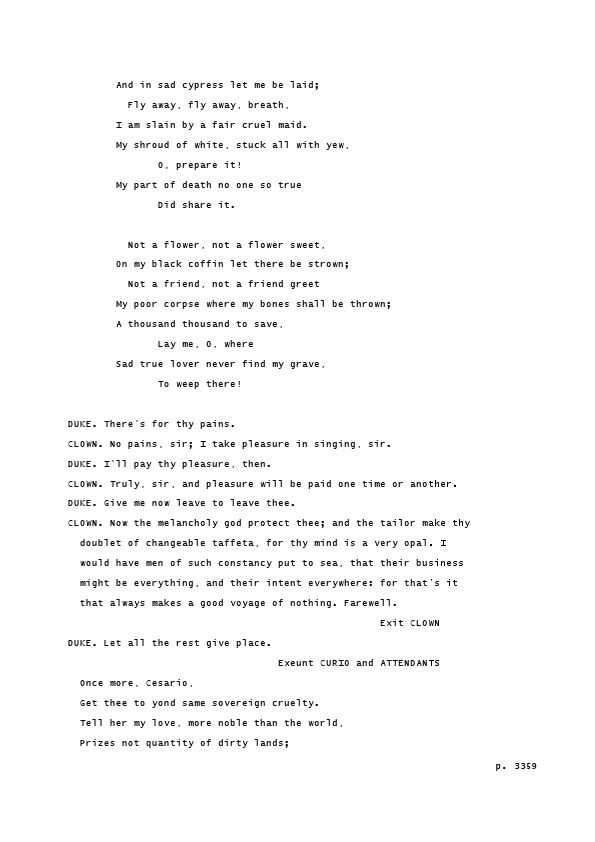 And in sad cypress let me be laid;
Fly away, fly away, breath,
I am slain by a fair cruel maid.
My shroud of white, stuck all with yew,
O, prepare it!
My part of death no one so true
Did share it.

Not a flower, not a flower sweet,
On my black coffin let there be strown;
Not a friend, not a friend greet
My poor corpse where my bones shall be thrown;
A thousand thousand to save,
Lay me, O, where
Sad true lover never find my grave,
To weep there!

DUKE. There's for thy pains.
CLOWN. No pains, sir; I take pleasure in singing, sir.
DUKE. I'll pay thy pleasure, then.
CLOWN. Truly, sir, and pleasure will be paid one time or another.
DUKE. Give me now leave to leave thee.
CLOWN. Now the melancholy god protect thee; and the tailor make thy
doublet of changeable taffeta, for thy mind is a very opal. I
would have men of such constancy put to sea, that their business
might be everything, and their intent everywhere: for that's it
that always makes a good voyage of nothing. Farewell.
Exit CLOWN
DUKE. Let all the rest give place.
Exeunt CURIO and ATTENDANTS
Once more, Cesario,
Get thee to yond same sovereign cruelty.
Tell her my love, more noble than the world,
Prizes not quantity of dirty lands;
p. 3359